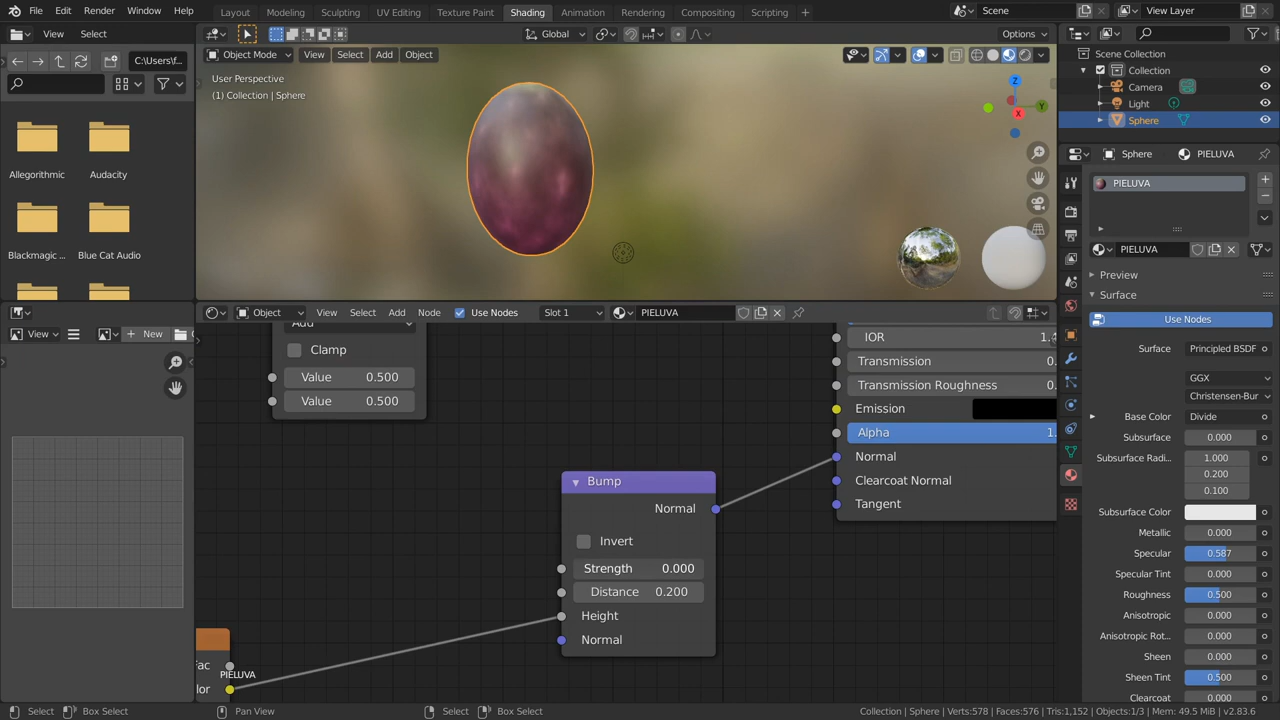 File Edit Render Window Help Layout Modeling Sculpting UV Editing Texture Paint Shading Animation Rendering Compositing Scripting + Scene View Layer
View Select Global Options
C:\Users\f... Object Mode View Select Add Object
User Perspective
(1) Collection | Sphere
Z
Y
X
Allegorithmic Audacity
Blackmagic ... Blue Cat Audio
Scene Collection
Collection
Camera
Light
Sphere
Sphere PIELUVA
PIELUVA
PIELUVA
Preview
Surface
Use Nodes
Surface Principled BSDF
GGX
Christensen-Bur
Base Color Divide
Subsurface 0.000
Subsurface Radi... 1.000
0.200
0.100
Subsurface Color
Metallic 0.000
Specular 0.587
Specular Tint 0.000
Roughness 0.500
Anisotropic 0.000
Anisotropic Rot... 0.000
Sheen 0.000
Sheen Tint 0.500
Clearcoat 0.000
View New
Object View Select Add Node Use Nodes Slot 1 PIELUVA
Add
Clamp
Value 0.500
Value 0.500
IOR 1.4
Transmission 0.
Transmission Roughness 0.
Emission
Alpha 1.
Normal
Clearcoat Normal
Tangent
Bump
Normal
Invert
Strength 0.000
Distance 0.200
Height
Normal
Fac
PIELUVA
lor
Select Box Select Pan View Select Box Select Collection | Sphere | Verts:578 | Faces:576 | Tris:1,152 | Objects:1/3 | Mem: 49.5 MiB | v2.83.6